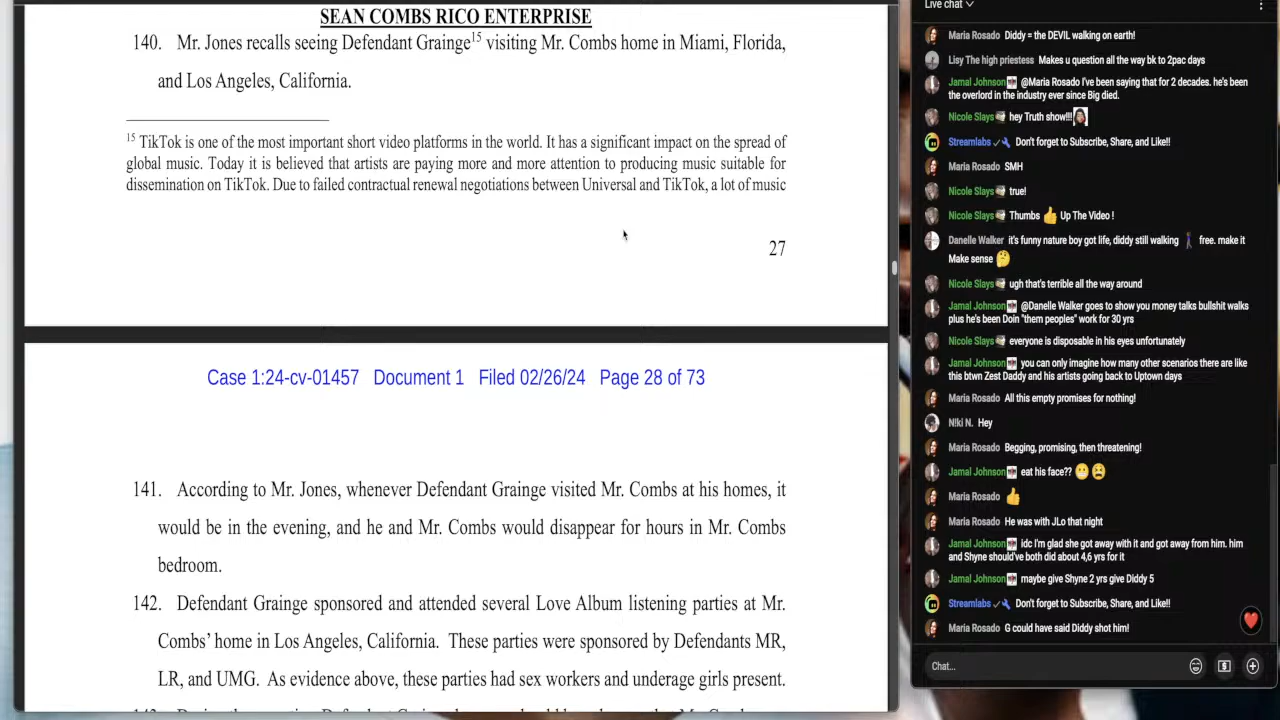 SEAN COMBS RICO ENTERPRISE
140. Mr. Jones recalls seeing Defendant Grainge15 visiting Mr. Combs home in Miami, Florida,
and Los Angeles, California.
15 TikTok is one of the most important short video platforms in the world. It has a significant impact on the spread of
global music. Today it is believed that artists are paying more and more attention to producing music suitable for
dissemination on TikTok. Due to failed contractual renewal negotiations between Universal and TikTok, a lot of music
27
Case 1:24-cv-01457 Document 1 Filed 02/26/24 Page 28 of 73
141. According to Mr. Jones, whenever Defendant Grainge visited Mr. Combs at his homes, it
would be in the evening, and he and Mr. Combs would disappear for hours in Mr. Combs
bedroom.
142. Defendant Grainge sponsored and attended several Love Album listening parties at Mr.
Combs' home in Los Angeles, California. These parties were sponsored by Defendants MR,
LR, and UMG. As evidence above, these parties had sex workers and underage girls present.
Live chat
Maria Rosado Diddy = the DEVIL walking on earth!
Lisy The high priestess Makes u question all the way bk to 2pac days
Jamal Johnson @Maria Rosado I've been saying that for 2 decades. he's been
the overlord in the industry ever since Big died.
Nicole Slays hey Truth show!!!
Streamlabs Don't forget to Subscribe, Share, and Like!!
Maria Rosado SMH
Nicole Slays true!
Nicole Slays Thumbs 👍 Up The Video !
Danelle Walker it's funny nature boy got life, diddy still walking 🚶 free. make it
Make sense 🤔
Nicole Slays ugh that's terrible all the way around
Jamal Johnson @Danelle Walker goes to show you money talks bullshit walks
plus he's been Doin "them peoples" work for 30 yrs
Nicole Slays everyone is disposable in his eyes unfortunately
Jamal Johnson you can only imagine how many other scenarios there are like
this btwn Zest Daddy and his artists going back to Uptown days
Maria Rosado All this empty promises for nothing!
N!ki N. Hey
Maria Rosado Begging, promising, then threatening!
Jamal Johnson eat his face?? 😬😫
Maria Rosado 👍
Maria Rosado He was with JLo that night
Jamal Johnson idc I'm glad she got away with it and got away from him. him
and Shyne should've both did about 4,6 yrs for it
Jamal Johnson maybe give Shyne 2 yrs give Diddy 5
Streamlabs Don't forget to Subscribe, Share, and Like!!
Maria Rosado G could have said Diddy shot him!
Chat...